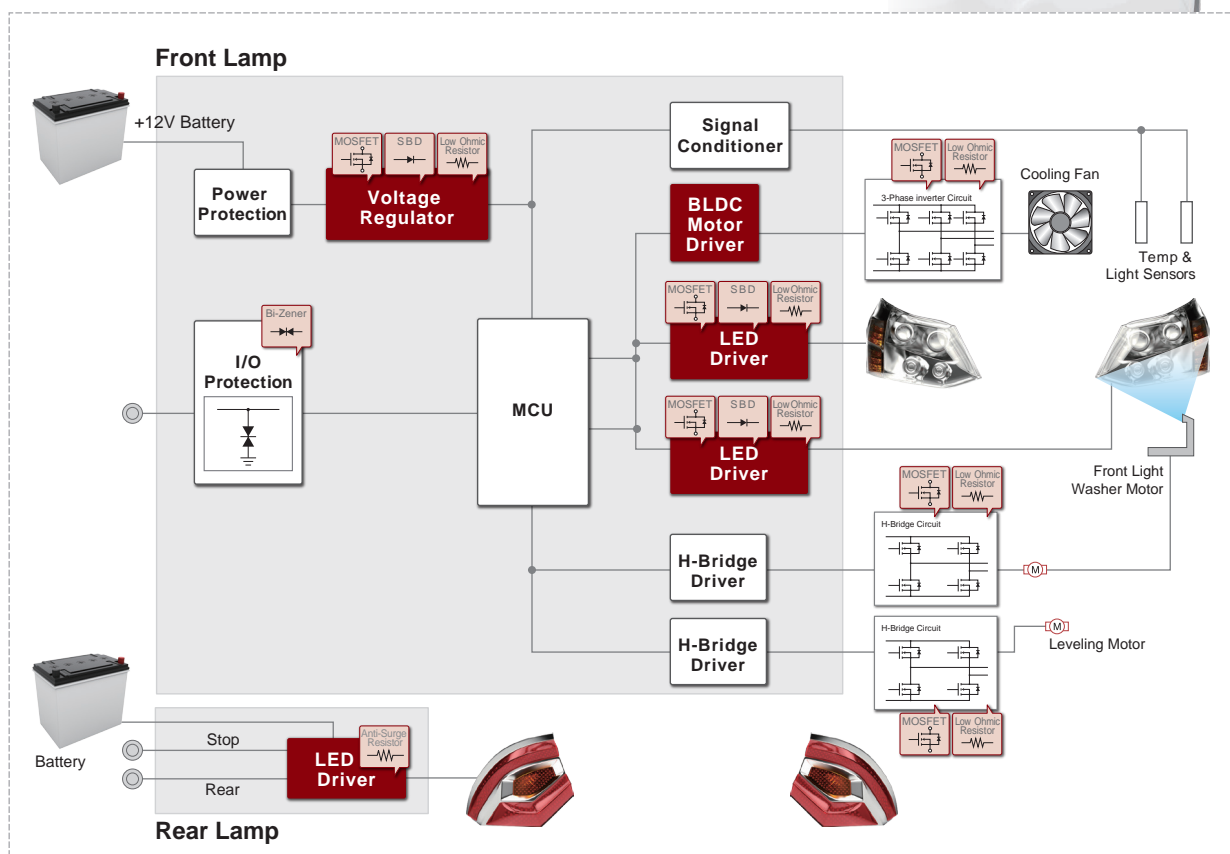 Front Lamp
+12V Battery
Power
Protection
MOSFET
SBD
Low Ohmic
Resistor
Voltage
Regulator
Signal
Conditioner
BLDC
Motor
Driver
MOSFET
Low Ohmic
Resistor
3-Phase inverter Circuit
Cooling Fan
Temp &
Light Sensors
Bi-Zener
I/O
Protection
MCU
MOSFET
SBD
Low Ohmic
Resistor
LED
Driver
MOSFET
SBD
Low Ohmic
Resistor
LED
Driver
Front Light
Washer Motor
MOSFET
Low Ohmic
Resistor
H-Bridge Circuit
H-Bridge
Driver
M
H-Bridge
Driver
H-Bridge Circuit
M
Leveling Motor
MOSFET
Low Ohmic
Resistor
Battery
Stop
Rear
Anti-Surge
Resistor
LED
Driver
Rear Lamp